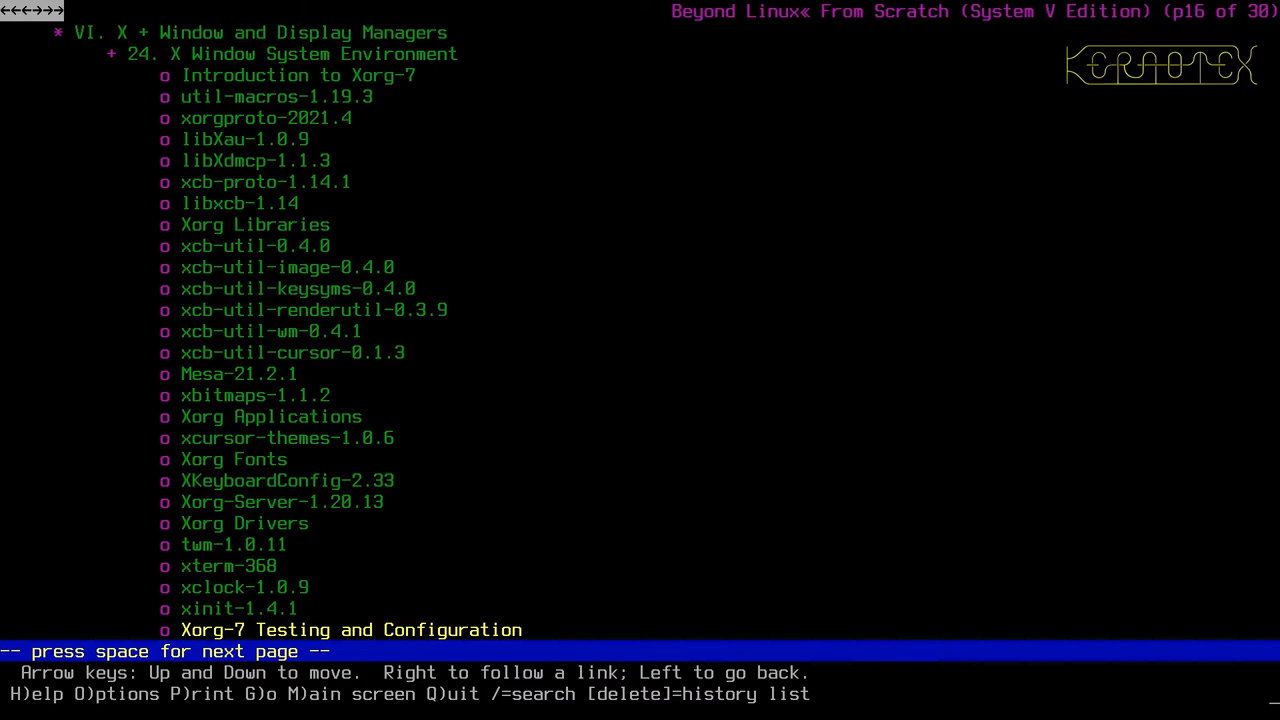 ←←←→→→ Beyond Linux« From Scratch (System V Edition) (p16 of 30)
* VI. X + Window and Display Managers
+ 24. X Window System Environment
KERNOTEX
o Introduction to Xorg-7
o util-macros-1.19.3
o xorgproto-2021.4
o libXau-1.0.9
o libXdmcp-1.1.3
o xcb-proto-1.14.1
o libxcb-1.14
o Xorg Libraries
o xcb-util-0.4.0
o xcb-util-image-0.4.0
o xcb-util-keysyms-0.4.0
o xcb-util-renderutil-0.3.9
o xcb-util-wm-0.4.1
o xcb-util-cursor-0.1.3
o Mesa-21.2.1
o xbitmaps-1.1.2
o Xorg Applications
o xcursor-themes-1.0.6
o Xorg Fonts
o XKeyboardConfig-2.33
o Xorg-Server-1.20.13
o Xorg Drivers
o twm-1.0.11
o xterm-368
o xclock-1.0.9
o xinit-1.4.1
o Xorg-7 Testing and Configuration
-- press space for next page --
Arrow keys: Up and Down to move. Right to follow a link; Left to go back.
H)elp O)ptions P)rint G)o M)ain screen Q)uit /=search [delete]=history list